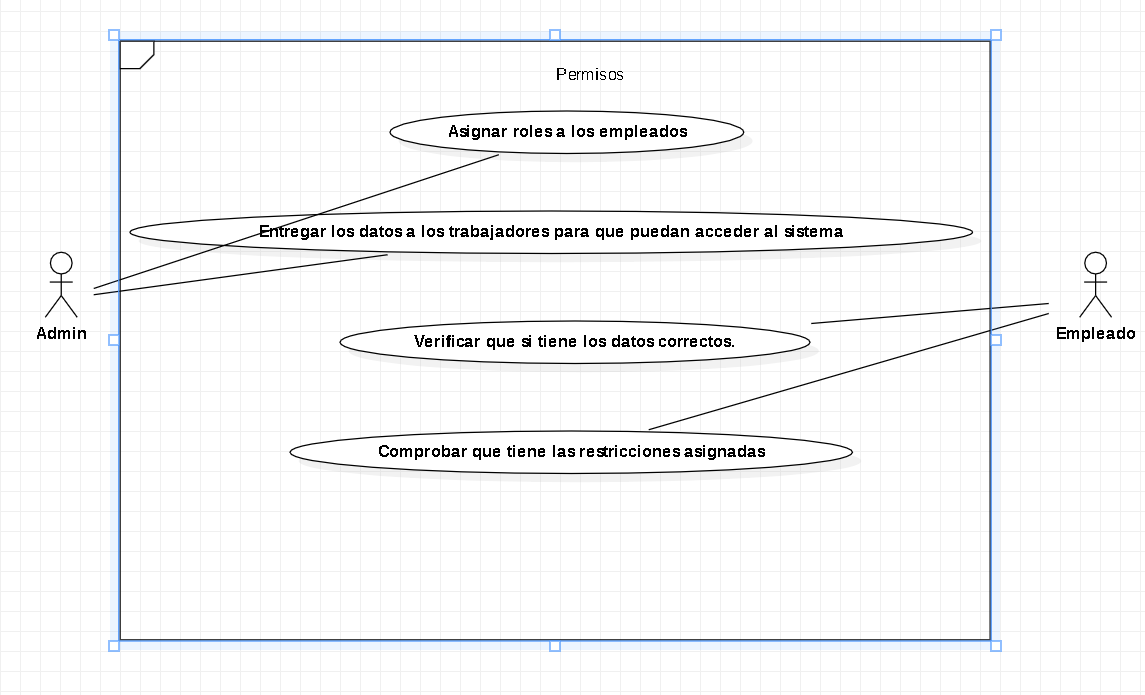 Permisos
Asignar roles a los empleados
Entregar los datos a los trabajadores para que puedan acceder al sistema
Admin
Empleado
Verificar que si tiene los datos correctos.
Comprobar que tiene las restricciones asignadas